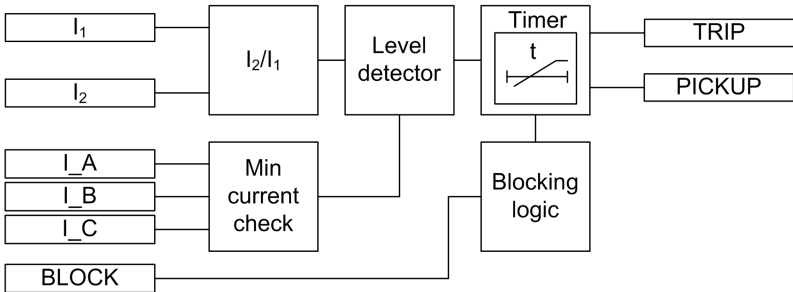 I₁
I₂
I_A
I_B
I_C
BLOCK
I₂/I₁
Min
current
check
Level
detector
Timer
t
Blocking
logic
TRIP
PICKUP